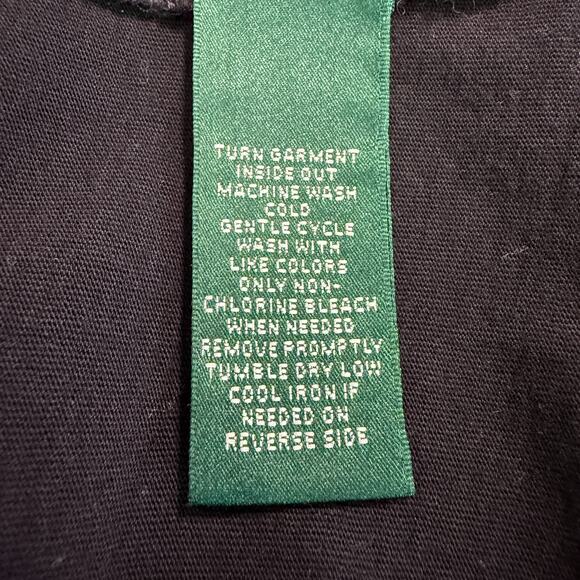 TURN GARMENT
INSIDE OUT
MACHINE WASH
COLD
GENTLE CYCLE
WASH WITH
LIKE COLORS
ONLY NON-
CHLORINE BLEACH
WHEN NEEDED
REMOVE PROMPTLY
TUMBLE DRY LOW
COOL IRON IF
NEEDED ON
REVERSE SIDE